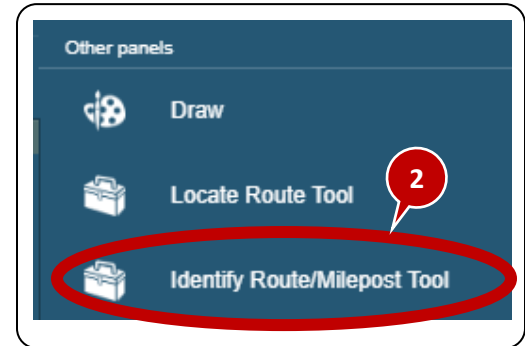 Other panels
Draw
2
Locate Route Tool
Identify Route/Milepost Tool